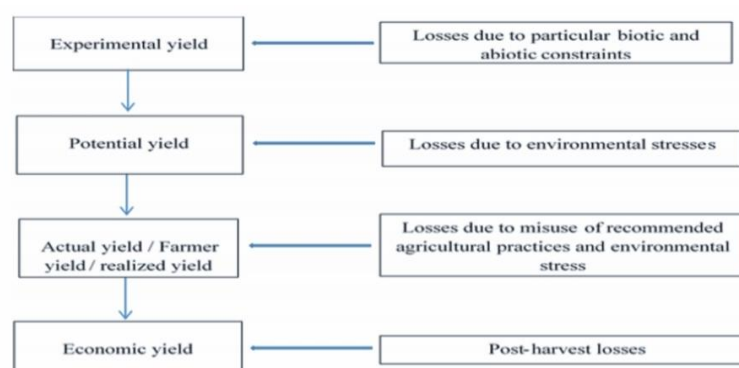 Experimental yield
Losses due to particular biotic and
abiotic constraints
Potential yield
Losses due to environmental stresses
Actual yield / Farmer
yield / realized yield
Losses due to misuse of recommended
agricultural practices and environmental
stress
Economic yield
Post-harvest losses